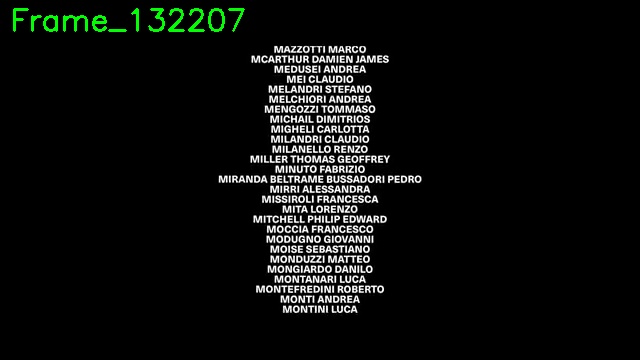 Frame_132207
MAZZOTTI MARCO
MCARTHUR DAMIEN JAMES
MEDUSEI ANDREA
MEI CLAUDIO
MELANDRI STEFANO
MELCHIORI ANDREA
MENGOZZI TOMMASO
MICHAIL DIMITRIOS
MIGHELI CARLOTTA
MILANDRI CLAUDIO
MILANELLO RENZO
MILLER THOMAS GEOFFREY
MINUTO FABRIZIO
MIRANDA BELTRAME BUSSADORI PEDRO
MIRRI ALESSANDRA
MISSIROLI FRANCESCA
MITA LORENZO
MITCHELL PHILIP EDWARD
MOCCIA FRANCESCO
MODUGNO GIOVANNI
MOISE SEBASTIANO
MONDUZZI MATTEO
MONGIARDO DANILO
MONTANARI LUCA
MONTEFREDINI ROBERTO
MONTI ANDREA
MONTINI LUCA